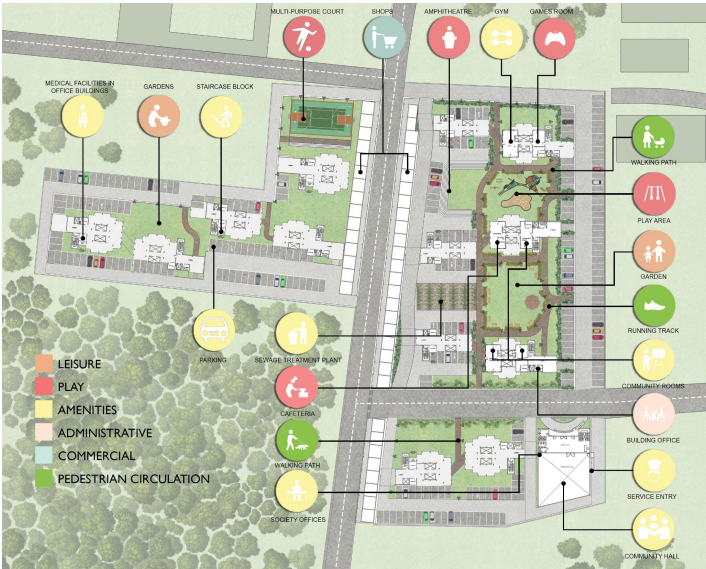 MULTI-PURPOSE COURT
SHOPS
AMPHITHEATRE
GYM
GAMES ROOM
MEDICAL FACILITIES IN
OFFICE BUILDINGS
GARDENS
STAIRCASE BLOCK
WALKING PATH
PLAY AREA
GARDEN
RUNNING TRACK
PARKING
SEWAGE TREATMENT PLANT
COMMUNITY ROOMS
CAFETERIA
BUILDING OFFICE
WALKING PATH
SERVICE ENTRY
SOCIETY OFFICES
COMMUNITY HALL
LEISURE
PLAY
AMENITIES
ADMINISTRATIVE
COMMERCIAL
PEDESTRIAN CIRCULATION